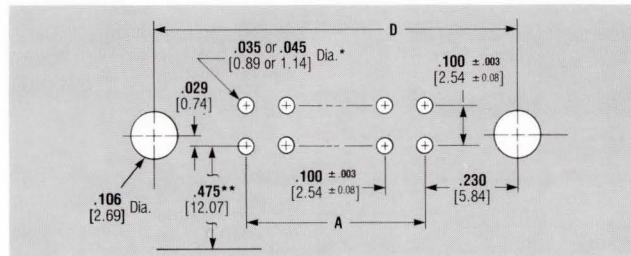 D
.035 or .045 Dia.*
[0.89 or 1.14]
.100 ± .003
[2.54 ± 0.08]
.029
[0.74]
.106 Dia.
[2.69]
.475**
[12.07]
.100 ± .003
[2.54 ± 0.08]
.230
[5.84]
A